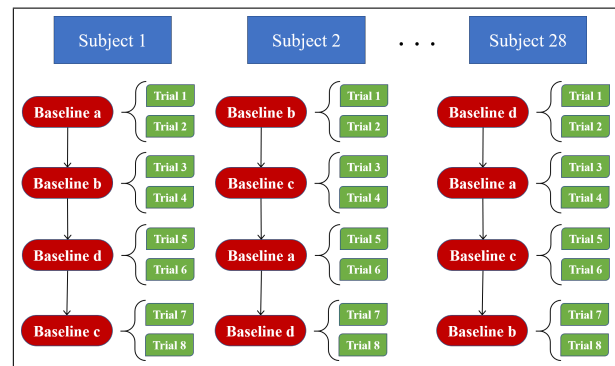 Subject 1
Subject 2
. . .
Subject 28
Baseline a
Trial 1
Trial 2
Baseline b
Trial 3
Trial 4
Baseline d
Trial 5
Trial 6
Baseline c
Trial 7
Trial 8
Baseline b
Trial 1
Trial 2
Baseline c
Trial 3
Trial 4
Baseline a
Trial 5
Trial 6
Baseline d
Trial 7
Trial 8
Baseline d
Trial 1
Trial 2
Baseline a
Trial 3
Trial 4
Baseline c
Trial 5
Trial 6
Baseline b
Trial 7
Trial 8